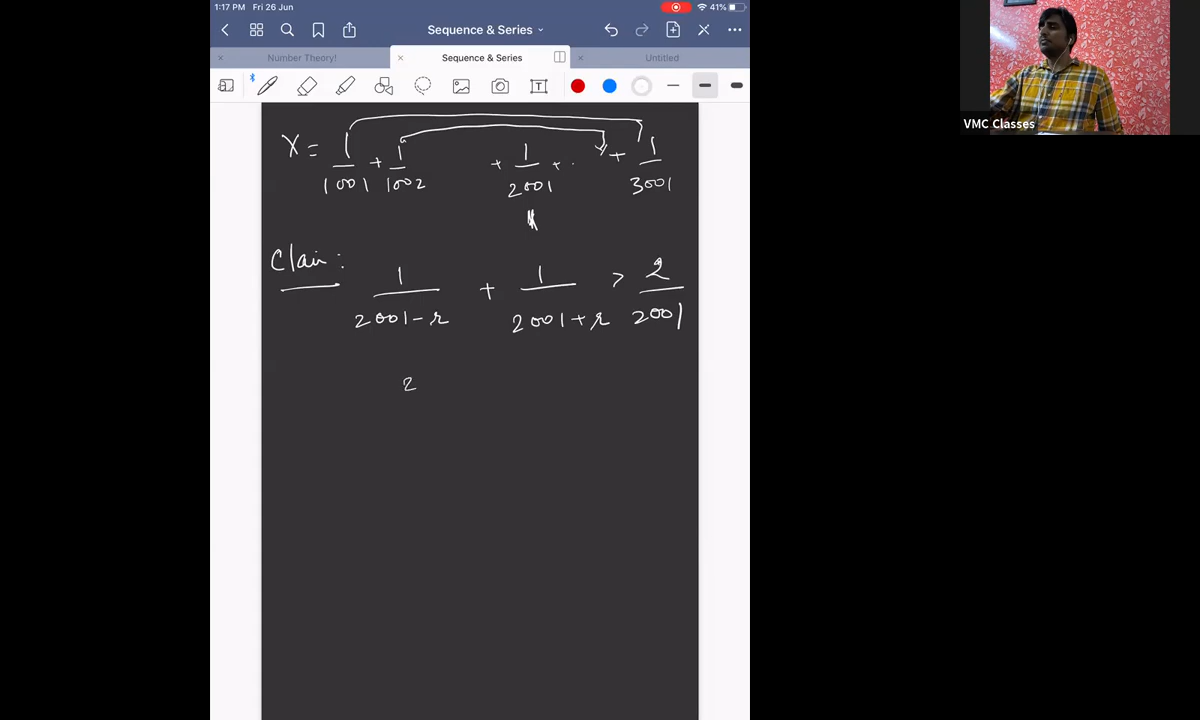 1:17 PM Fri 26 Jun
41%
Sequence & Series
Number Theory!
Sequence & Series
Untitled
T
VMC Classes
X = 1/1001 + 1/1002 + 1/2001 + . . + 1/3001
Claim:
1/(2001-r) + 1/(2001+r) > 2/2001
2